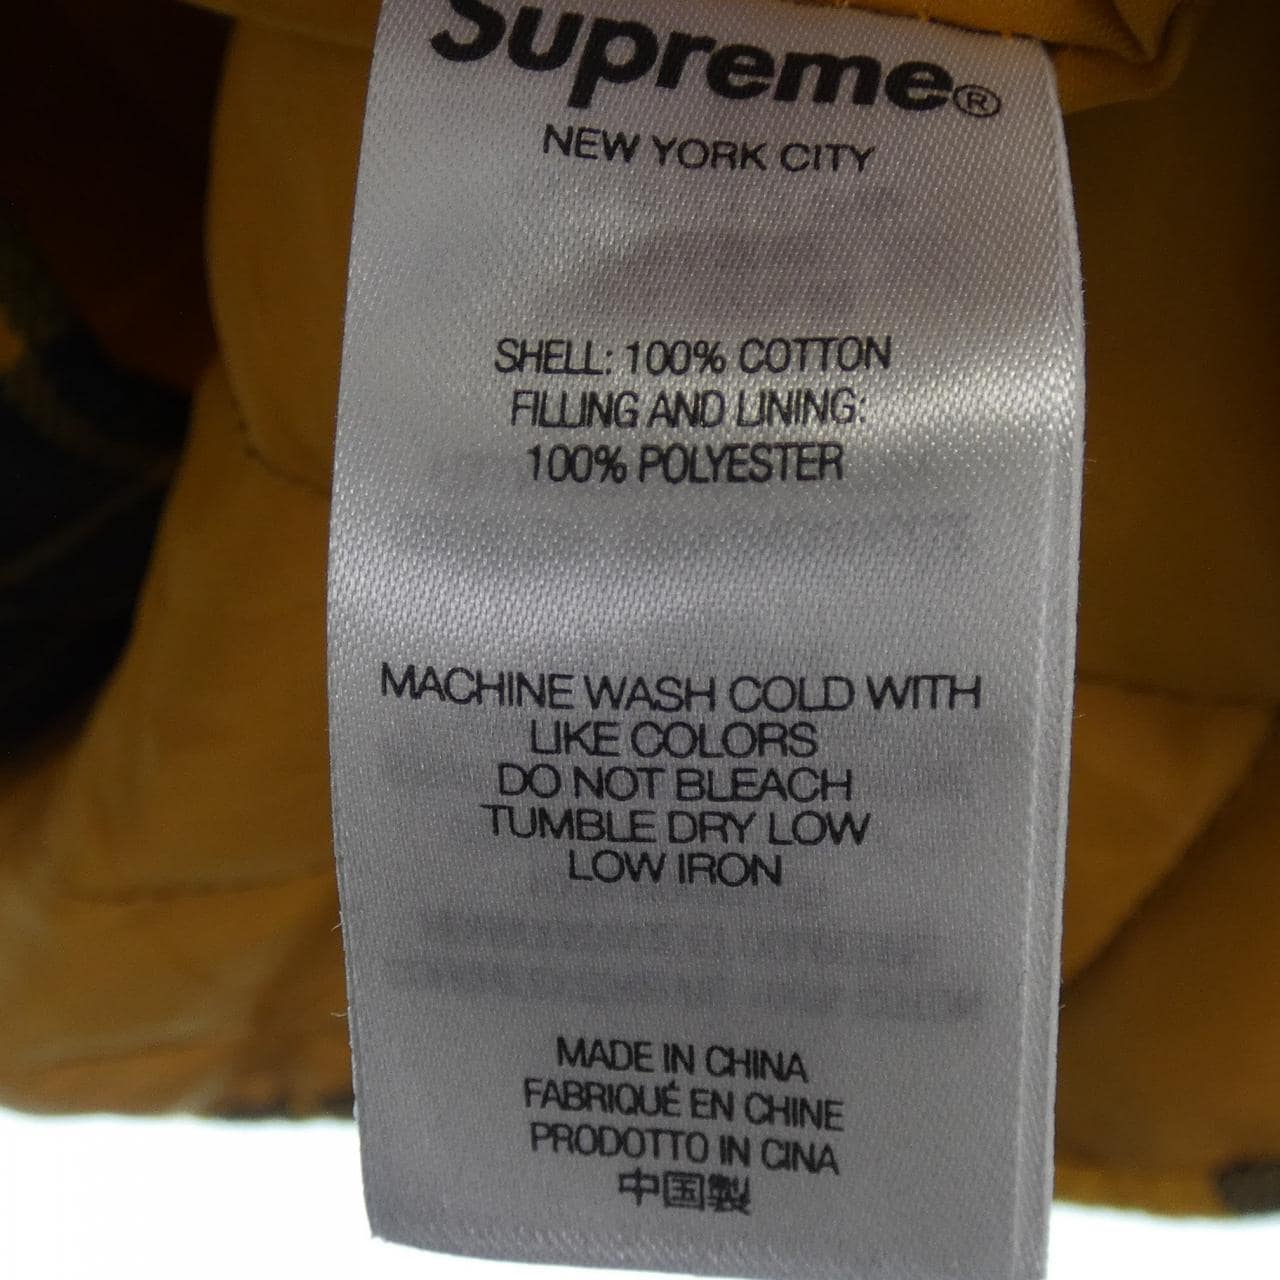 Supreme®
NEW YORK CITY
SHELL: 100% COTTON
FILLING AND LINING:
100% POLYESTER
MACHINE WASH COLD WITH
LIKE COLORS
DO NOT BLEACH
TUMBLE DRY LOW
LOW IRON
MADE IN CHINA
FABRIQUÉ EN CHINE
PRODOTTO IN CINA
中国製